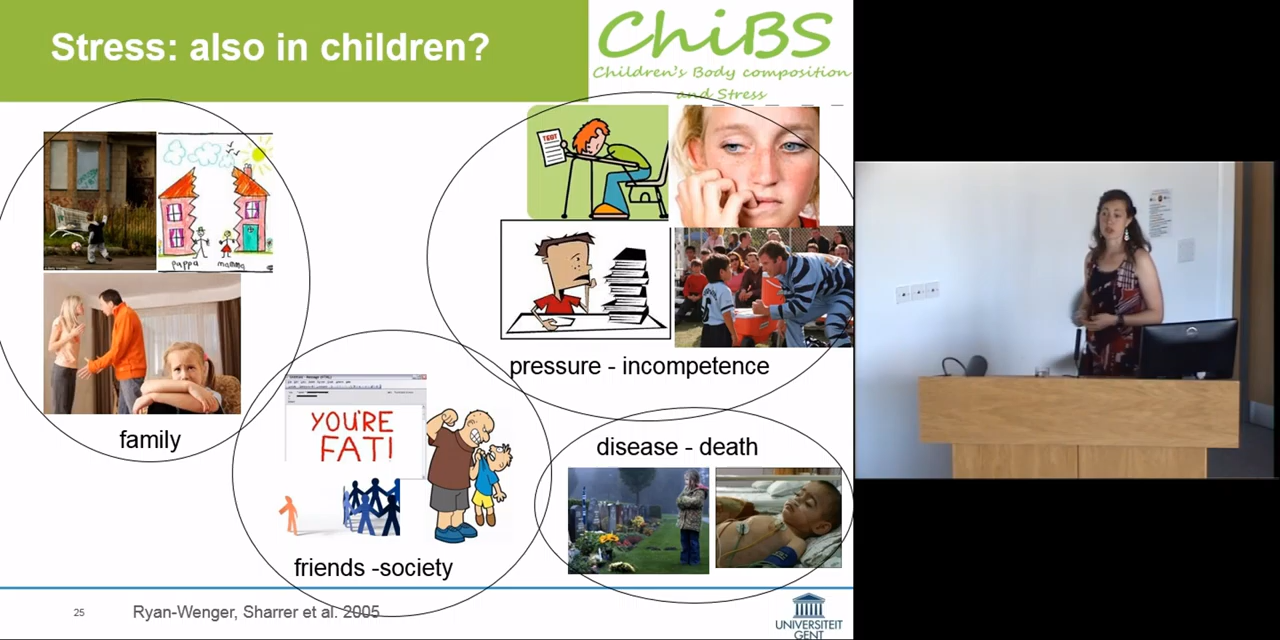 Stress: also in children?
ChiBS
Children's Body composition
and Stress
TEST
pappa mamma
pressure - incompetence
family
YOU'RE
FAT!
disease - death
friends -society
25
Ryan-Wenger, Sharrer et al. 2005
UNIVERSITEIT
GENT